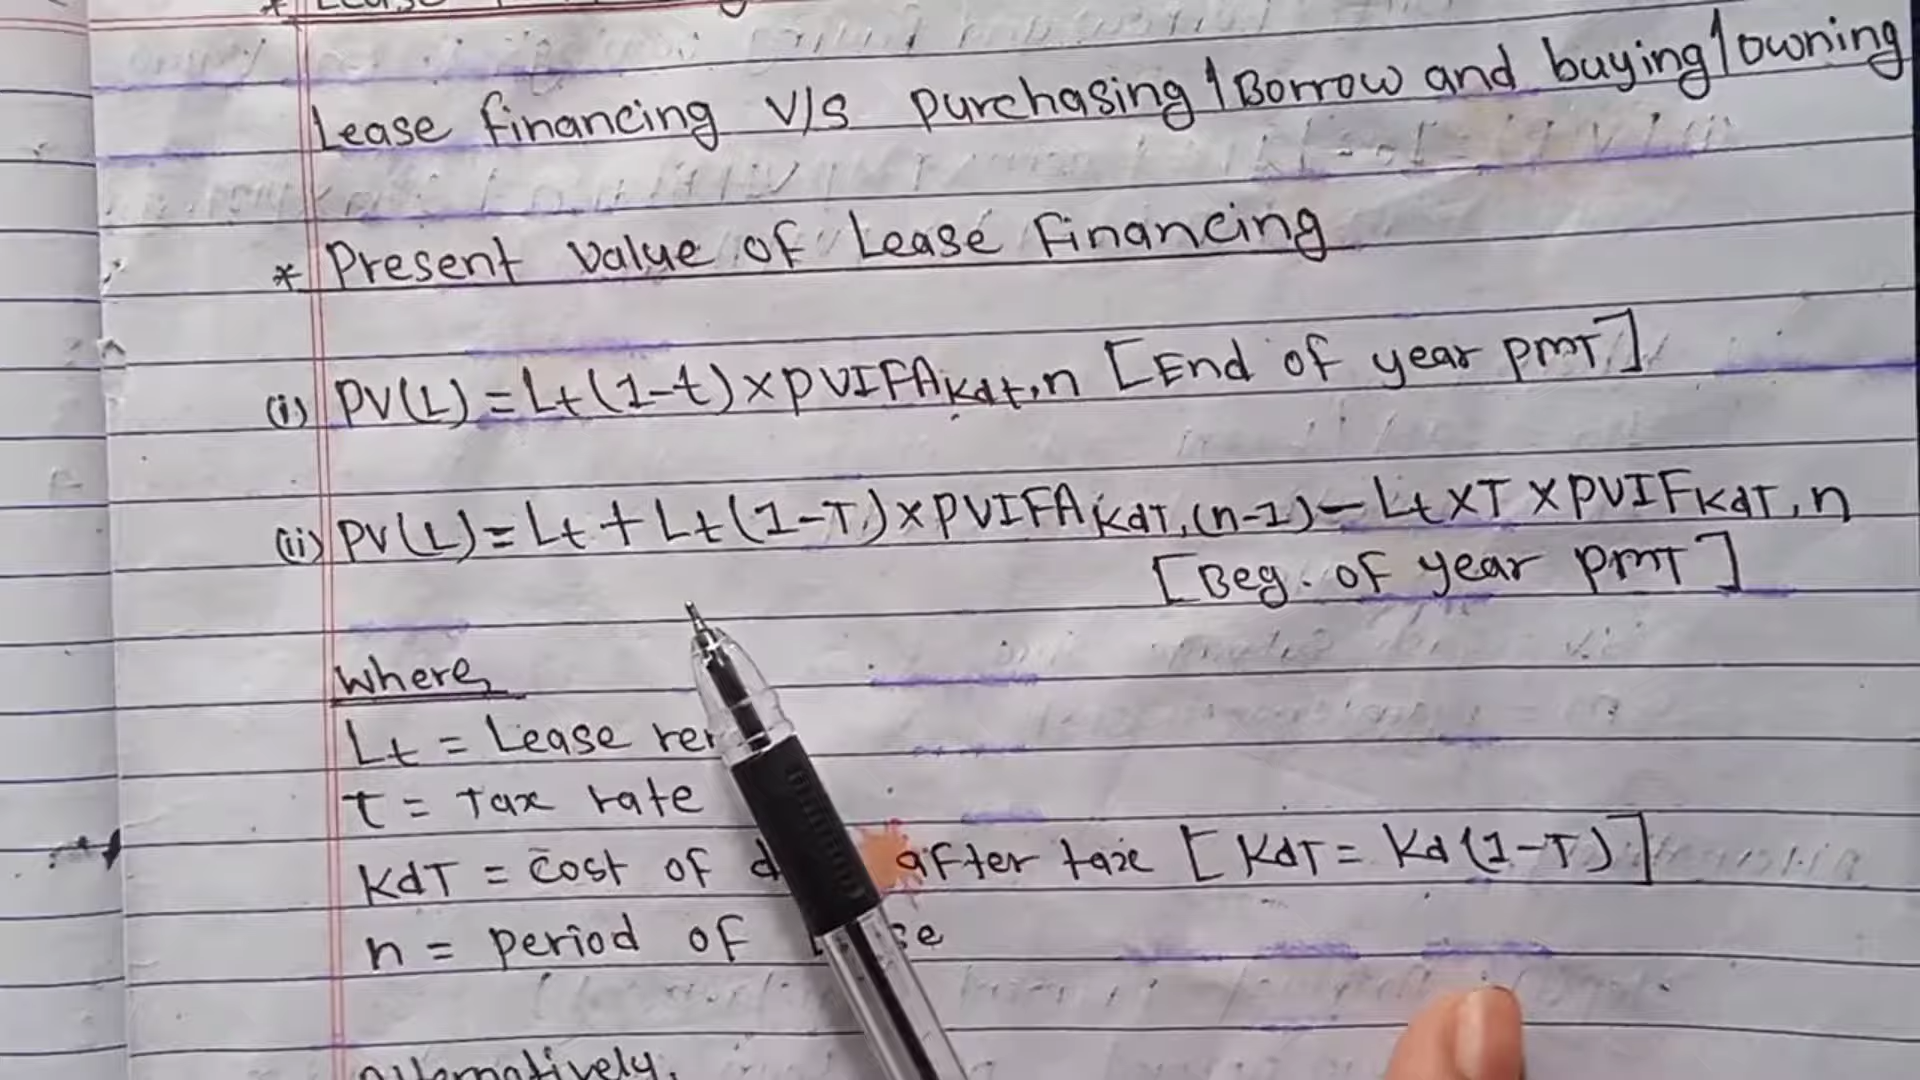 * Lease
Lease financing V/S purchasing/Borrow and buying/owning
* Present value of Lease Financing
(i) PV(L) = Lt(1-t) × PVIFAkdt,n [End of year PMT]
(ii) PV(L) = Lt + Lt(1-T) × PVIFAKdT,(n-1) - Lt×T×PVIFKdT,n
[Beg. of year PMT]
where,
Lt = Lease
T = Tax rate
KdT = cost of after tax [KdT = Kd(1-T)]
n = period of
Alternatively,